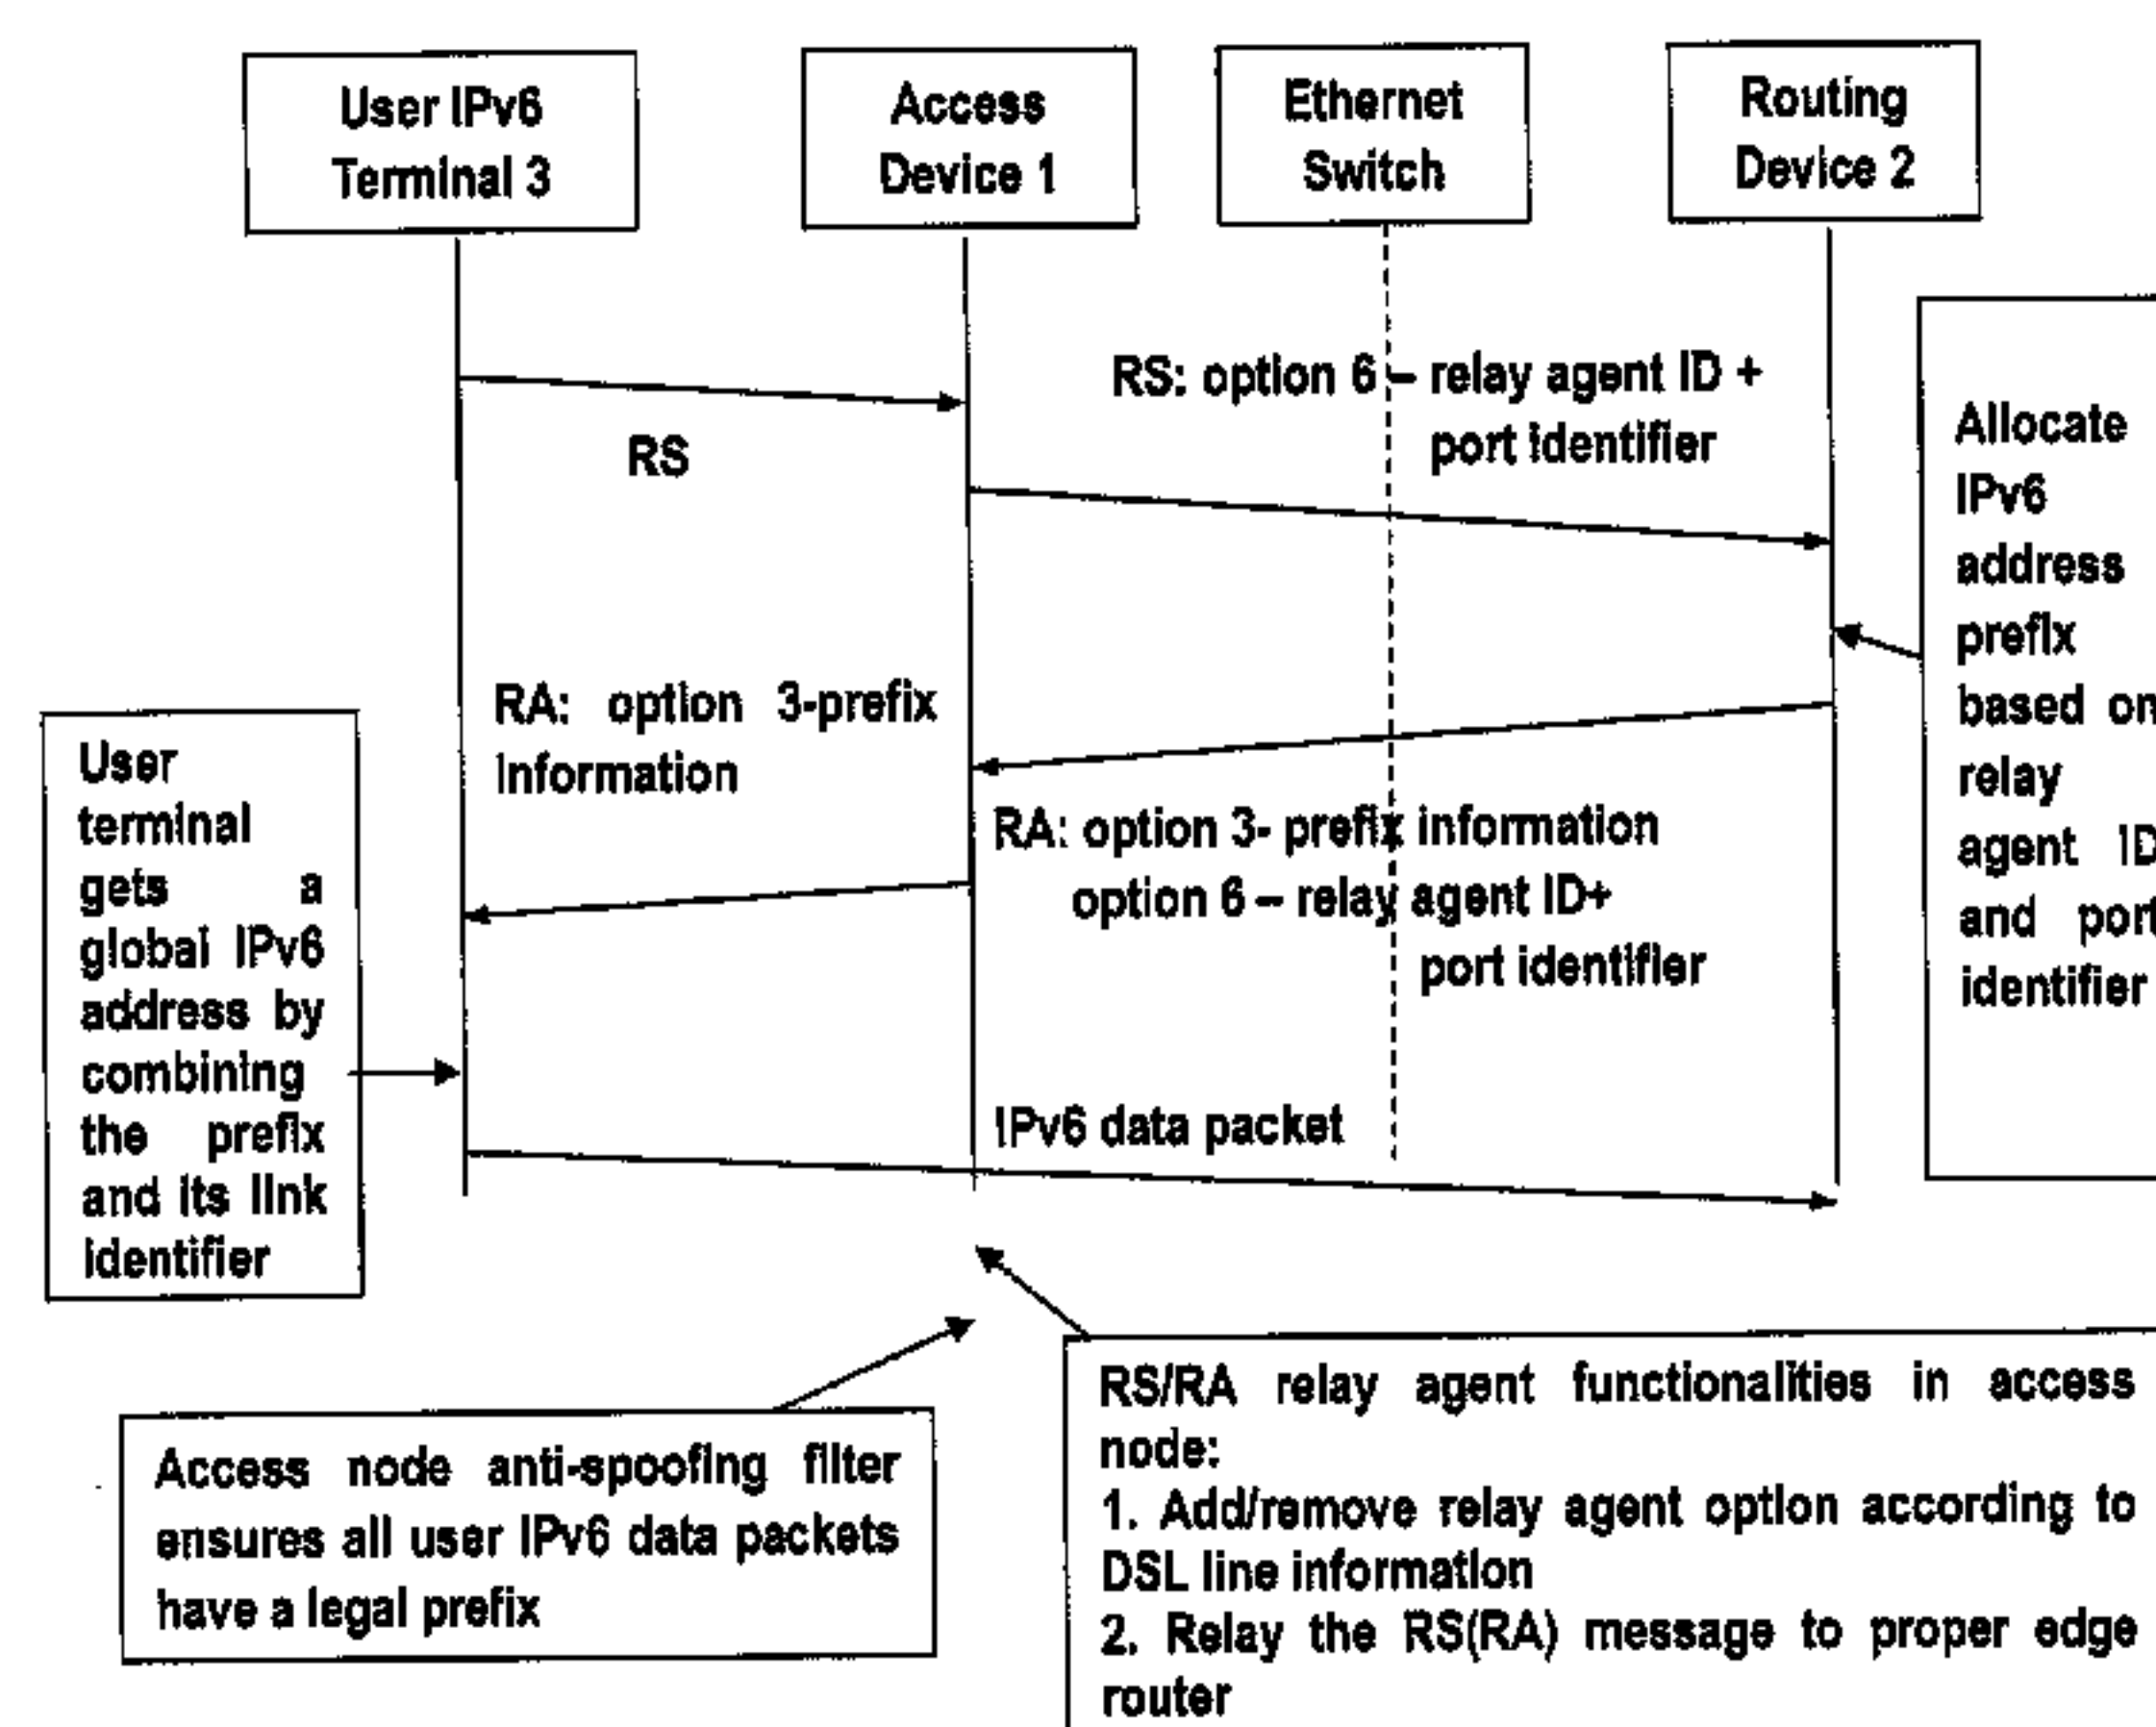 User IPv6
Terminal 3
Access
Device 1
Ethernet
Switch
Routing
Device 2
RS: option 6 – relay agent ID +
port identifier
RS
Allocate
IPv6
address
prefix
based on
relay
agent ID
and port
identifier
RA: option 3-prefix
information
User
terminal
gets a
global IPv6
address by
combining
the prefix
and its link
identifier
RA: option 3- prefix information
option 6 – relay agent ID+
port identifier
IPv6 data packet
RS/RA relay agent functionalities in access
node:
1. Add/remove relay agent option according to
DSL line information
2. Relay the RS(RA) message to proper edge
router
Access node anti-spoofing filter
ensures all user IPv6 data packets
have a legal prefix